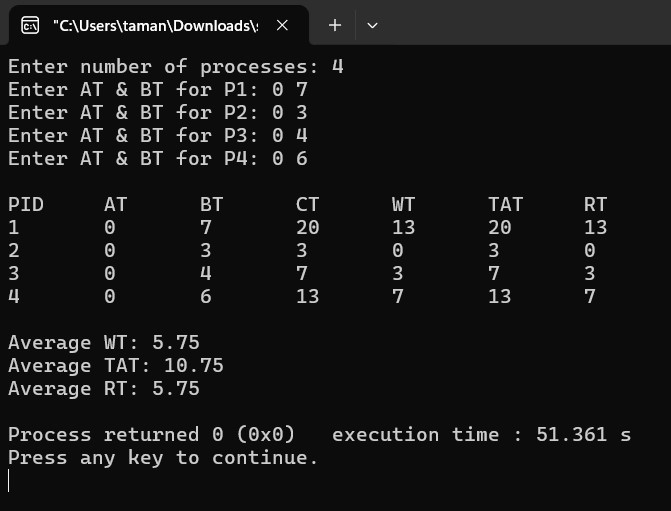 "C:\Users\taman\Downloads\s
Enter number of processes: 4
Enter AT & BT for P1: 0 7
Enter AT & BT for P2: 0 3
Enter AT & BT for P3: 0 4
Enter AT & BT for P4: 0 6
PID AT BT CT WT TAT RT
1 0 7 20 13 20 13
2 0 3 3 0 3 0
3 0 4 7 3 7 3
4 0 6 13 7 13 7
Average WT: 5.75
Average TAT: 10.75
Average RT: 5.75
Process returned 0 (0x0) execution time : 51.361 s
Press any key to continue.